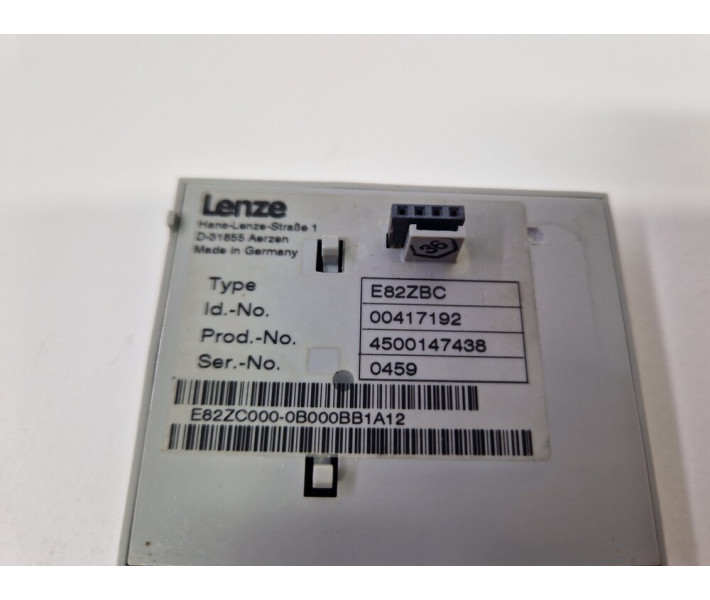 Lenze
Hans-Lenze-Straße 1
D-31855 Aerzen
Made in Germany
36
Type E82ZBC
Id.-No. 00417192
Prod.-No. 4500147438
Ser.-No. 0459
E82ZC000-0B000BB1A12